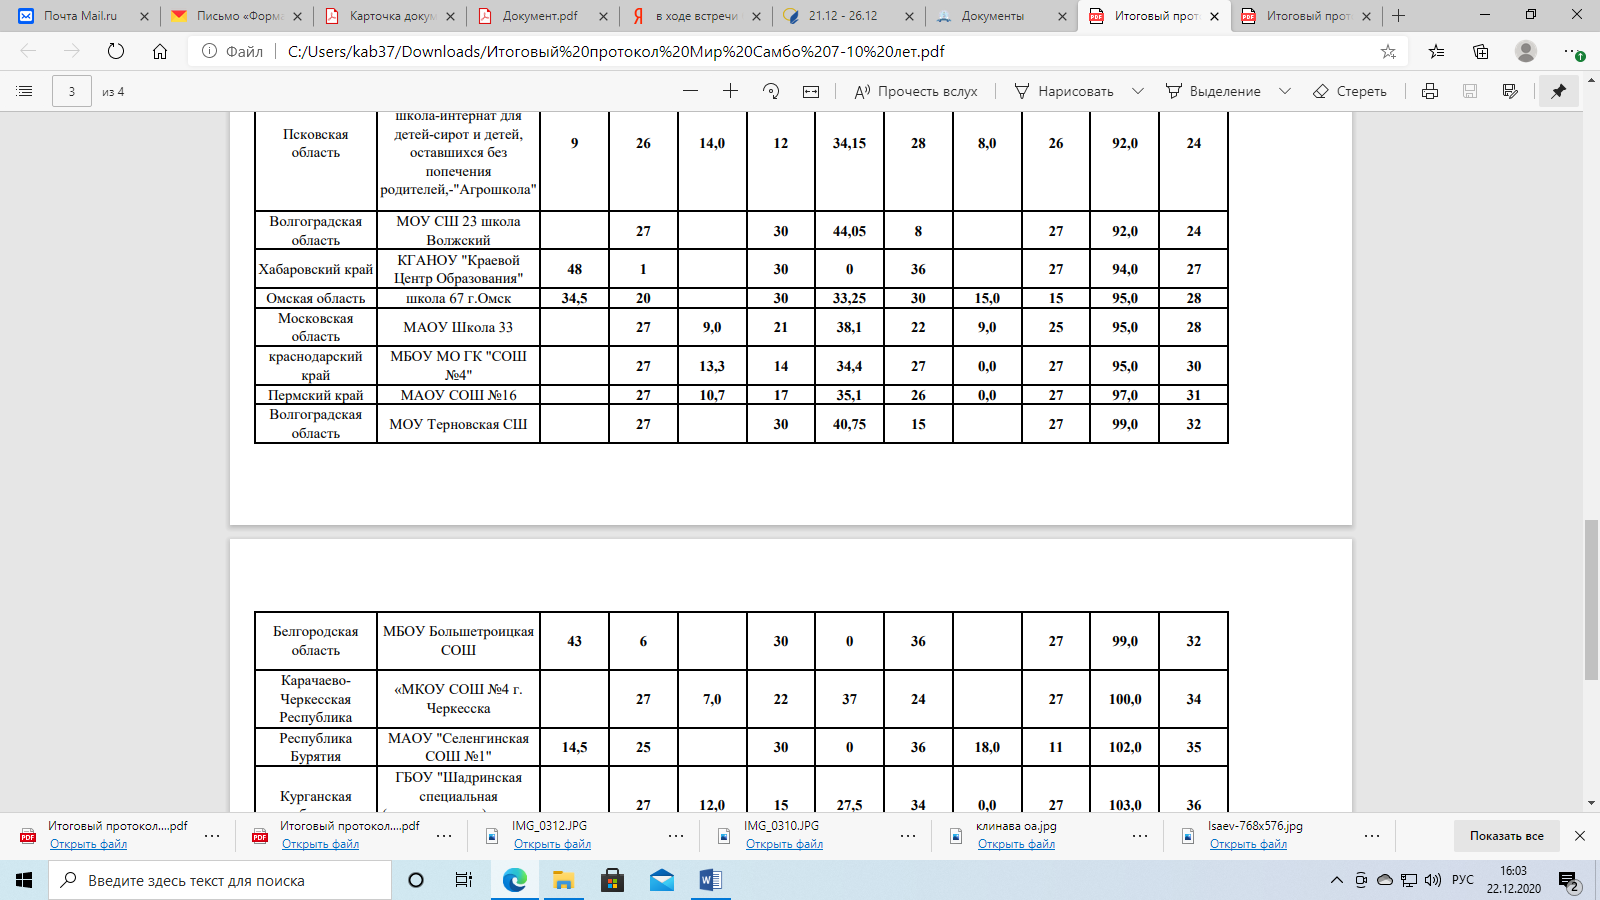 Почта Mail.ru
Письмо «Форма
Карточка докум
Документ.pdf
в ходе встречи
21.12 - 26.12
Документы
Итоговый прот
Итоговый прот
Файл C:/Users/kab37/Downloads/Итоговый%20протокол%20Мир%20Самбо%207-10%20лет.pdf
3 из 4 Прочесть вслух Нарисовать Выделение Стереть
школа-интернат для
Псковская детей-сирот и детей,
область оставшихся без 9 26 14,0 12 34,15 28 8,0 26 92,0 24
попечения
родителей,-"Агрошкола"
Волгоградская МОУ СШ 23 школа
область Волжский 27 30 44,05 8 27 92,0 24
Хабаровский край КГАНОУ "Краевой
Центр Образования" 48 1 30 0 36 27 94,0 27
Омская область школа 67 г.Омск 34,5 20 30 33,25 30 15,0 15 95,0 28
Московская
область МАОУ Школа 33 27 9,0 21 38,1 22 9,0 25 95,0 28
краснодарский МБОУ МО ГК "СОШ
край №4" 27 13,3 14 34,4 27 0,0 27 95,0 30
Пермский край МАОУ СОШ №16 27 10,7 17 35,1 26 0,0 27 97,0 31
Волгоградская
область МОУ Терновская СШ 27 30 40,75 15 27 99,0 32
Белгородская МБОУ Большетроицкая
область СОШ 43 6 30 0 36 27 99,0 32
Карачаево-
Черкесская «МКОУ СОШ №4 г.
Республика Черкесска 27 7,0 22 37 24 27 100,0 34
Республика МАОУ "Селенгинская
Бурятия СОШ №1" 14,5 25 30 0 36 18,0 11 102,0 35
ГБОУ "Шадринская
Курганская специальная 27 12,0 15 27,5 34 0,0 27 103,0 36
Итоговый протокол....pdf
Открыть файл
Итоговый протокол....pdf
Открыть файл
IMG_0312.JPG
Открыть файл
IMG_0310.JPG
Открыть файл
клинава оа.jpg
Открыть файл
Isaev-768x576.jpg
Открыть файл
Показать все
Введите здесь текст для поиска
РУС
16:03
22.12.2020
2